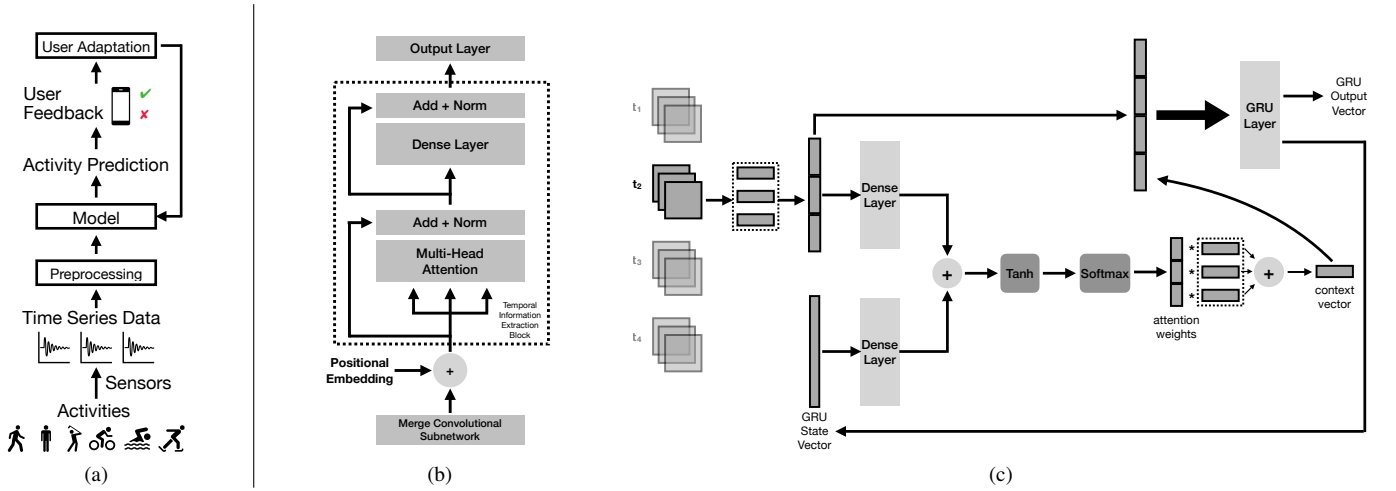 User Adaptation
User
Feedback
✔
✘
Activity Prediction
Model
Preprocessing
Time Series Data
Sensors
Activities
(a)
Output Layer
Add + Norm
Dense Layer
Add + Norm
Multi-Head
Attention
Temporal
Information
Extraction
Block
Positional
Embedding
+
Merge Convolutional
Subnetwork
(b)
t1
t2
t3
t4
Dense
Layer
Dense
Layer
GRU
State
Vector
+
Tanh
Softmax
attention
weights
*
*
*
+
context
vector
GRU
Layer
GRU
Output
Vector
(c)